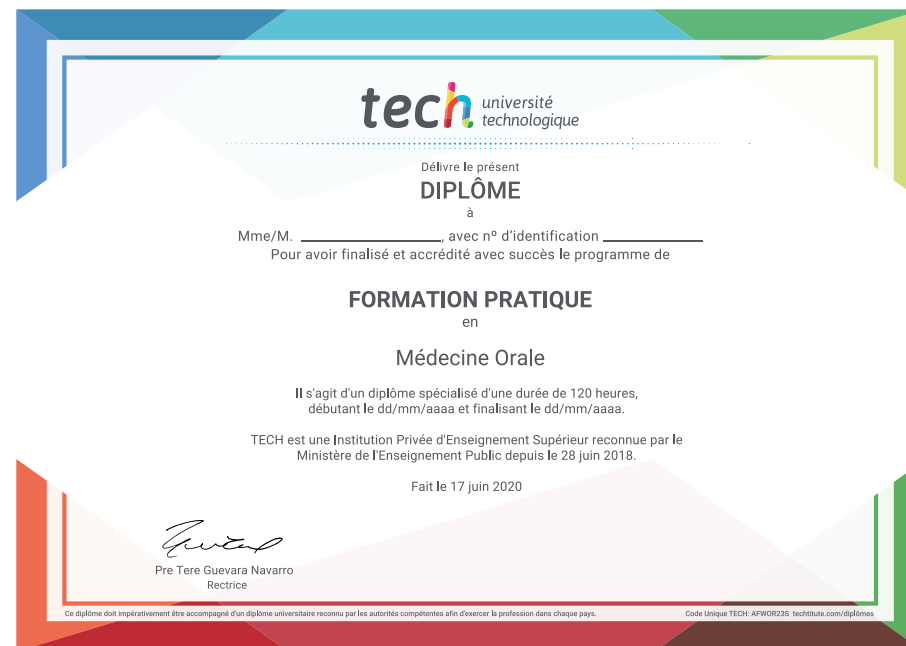 tech université
technologique
Délivre le présent
DIPLÔME
à
Mme/M. ____________________, avec nº d'identification ______________
Pour avoir finalisé et accrédité avec succès le programme de
FORMATION PRATIQUE
en
Médecine Orale
Il s'agit d'un diplôme spécialisé d'une durée de 120 heures,
débutant le dd/mm/aaaa et finalisant le dd/mm/aaaa.
TECH est une Institution Privée d'Enseignement Supérieur reconnue par le
Ministère de l'Enseignement Public depuis le 28 juin 2018.
Fait le 17 juin 2020
Pre Tere Guevara Navarro
Rectrice
Ce diplôme doit impérativement être accompagné d'un diplôme universitaire reconnu par les autorités compétentes afin d'exercer la profession dans chaque pays.
Code Unique TECH: AFWOR23S techtitute.com/diplômes